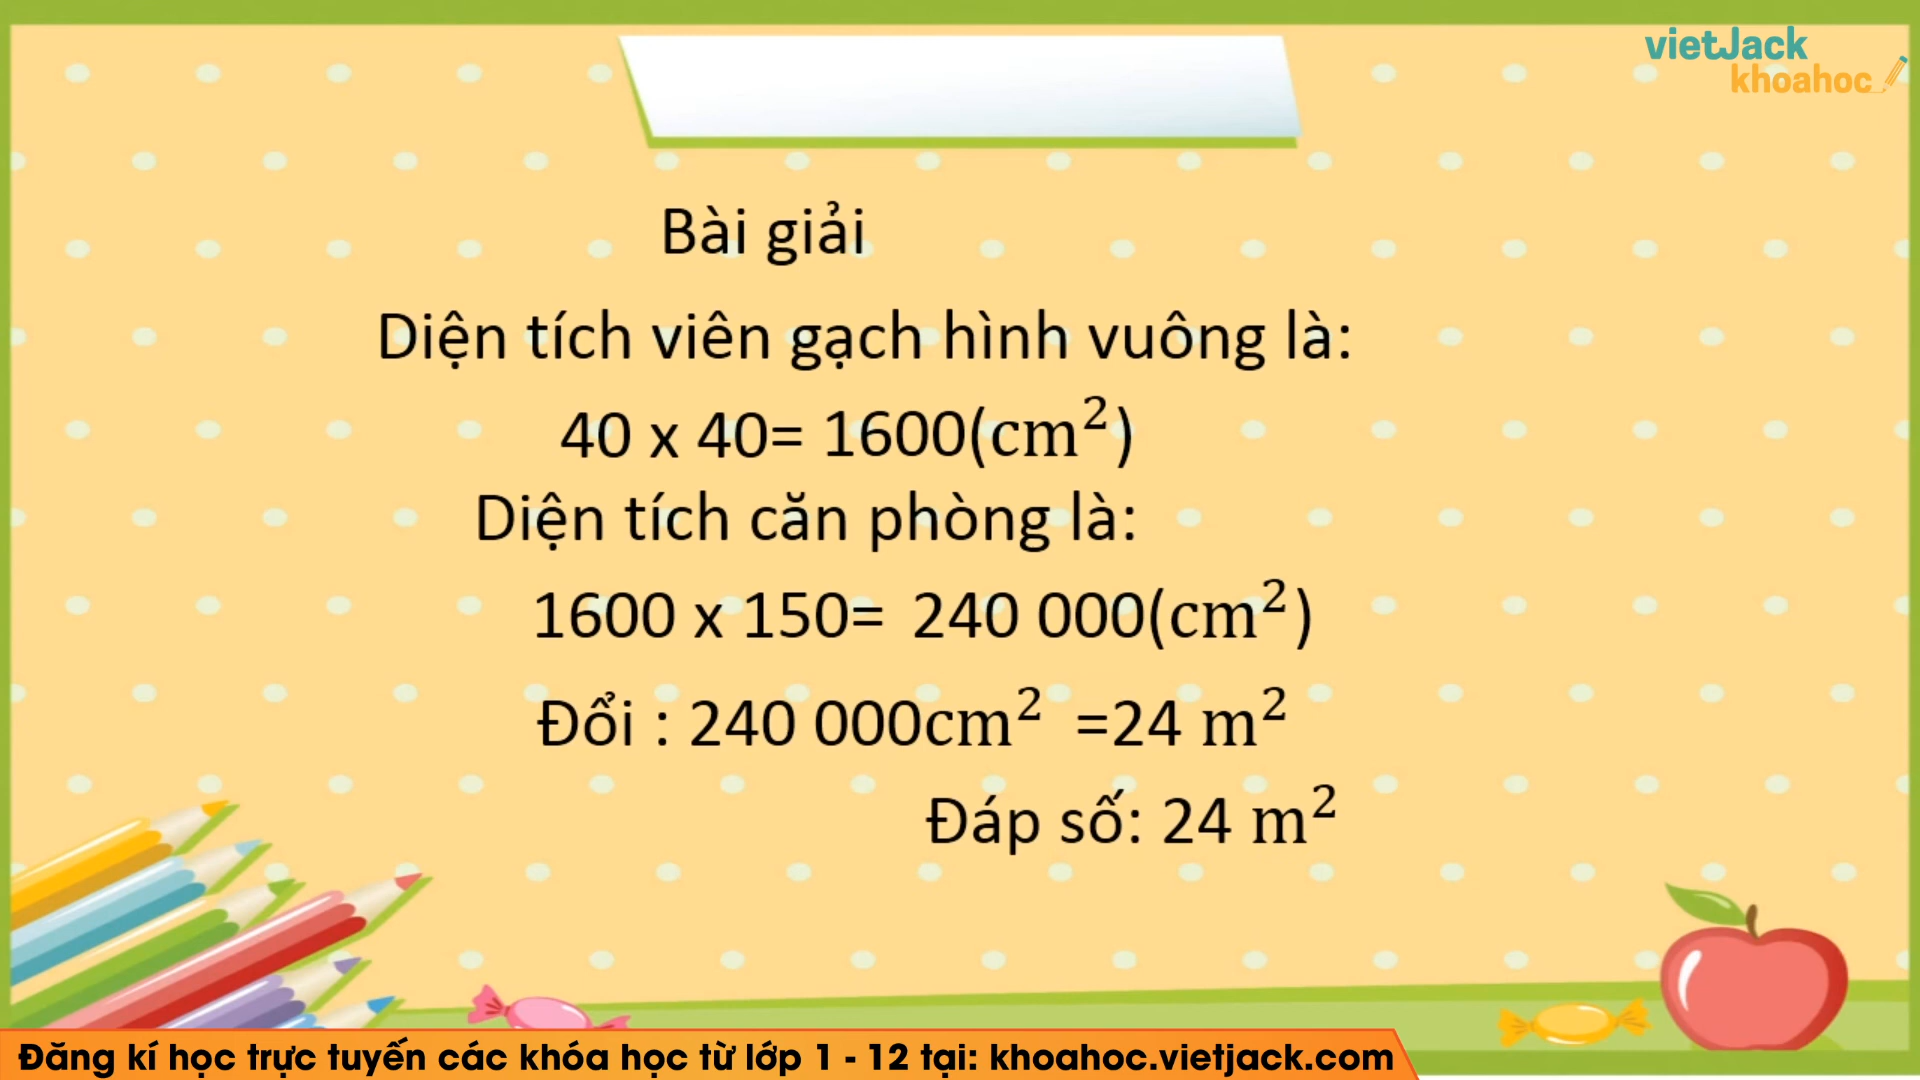 vietJack
khoahoc
Bài giải
Diện tích viên gạch hình vuông là:
40 x 40= 1600(cm²)
Diện tích căn phòng là:
1600 x 150= 240 000(cm²)
Đổi : 240 000cm² =24 m²
Đáp số: 24 m²
Đăng kí học trực tuyến các khóa học từ lớp 1 - 12 tại: khoahoc.vietjack.com